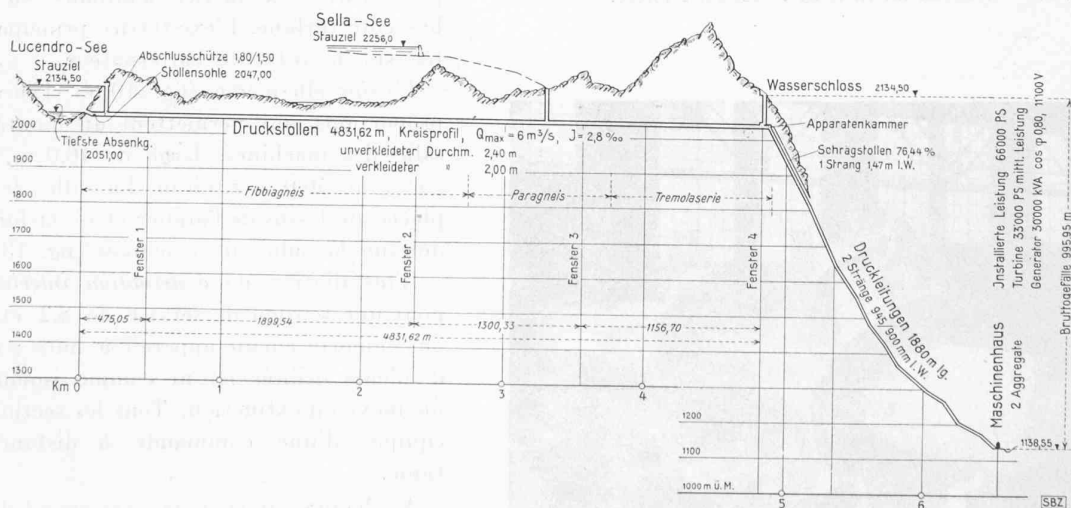 Sella-See
Stauziel 2256,0
Lucendro-See
Stauziel
2134,50
Abschlusschütze 1,80/1,50
Stollensohle 2047,00
Wasserschloss 2134,50
Apparatenkammer
Schrägstollen 76,44 %
1 Strang 1,47 m l.W.
Tiefste Absenkg.
2051,00
Druckstollen 4831,62 m, Kreisprofil, Qmax = 6 m³/s, J = 2,8 ‰
unverkleideter Durchm. 2,40 m
verkleideter " 2,00 m
Fibbiagneis
Paragneis
Tremolaserie
2000
1900
1800
1700
1600
1500
1400
1300
Fenster 1
Fenster 2
Fenster 3
Fenster 4
475,05
1899,54
1300,33
1156,70
4831,62 m
Km 0
1
2
3
4
5
6
Druckleitungen 1880 m lg.
2 Stränge 945/900 mm l.W.
1200
1100
1000 m ü. M.
Maschinenhaus
2 Aggregate
Jnstallierte Leistung 66000 PS
Turbine 33000 PS mittl. Leistung
Generator 30000 kVA cos φ 0,80, 11000 V
Bruttogefälle 995,95 m
1138,55
SBZ